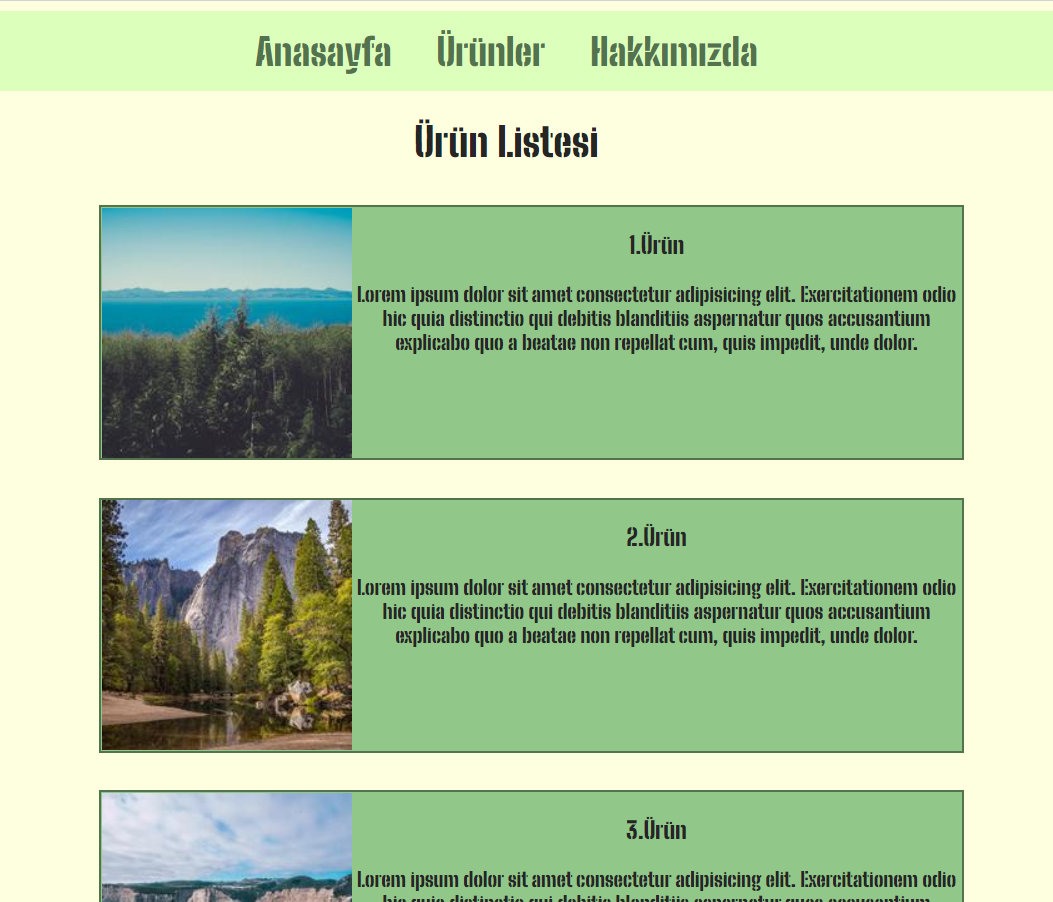 Anasayfa Ürünler Hakkımızda
Ürün Listesi
1.Ürün
Lorem ipsum dolor sit amet consectetur adipisicing elit. Exercitationem odio
hic quia distinctio qui debitis blanditiis aspernatur quos accusantium
explicabo quo a beatae non repellat cum, quis impedit, unde dolor.
2.Ürün
Lorem ipsum dolor sit amet consectetur adipisicing elit. Exercitationem odio
hic quia distinctio qui debitis blanditiis aspernatur quos accusantium
explicabo quo a beatae non repellat cum, quis impedit, unde dolor.
3.Ürün
Lorem ipsum dolor sit amet consectetur adipisicing elit. Exercitationem odio